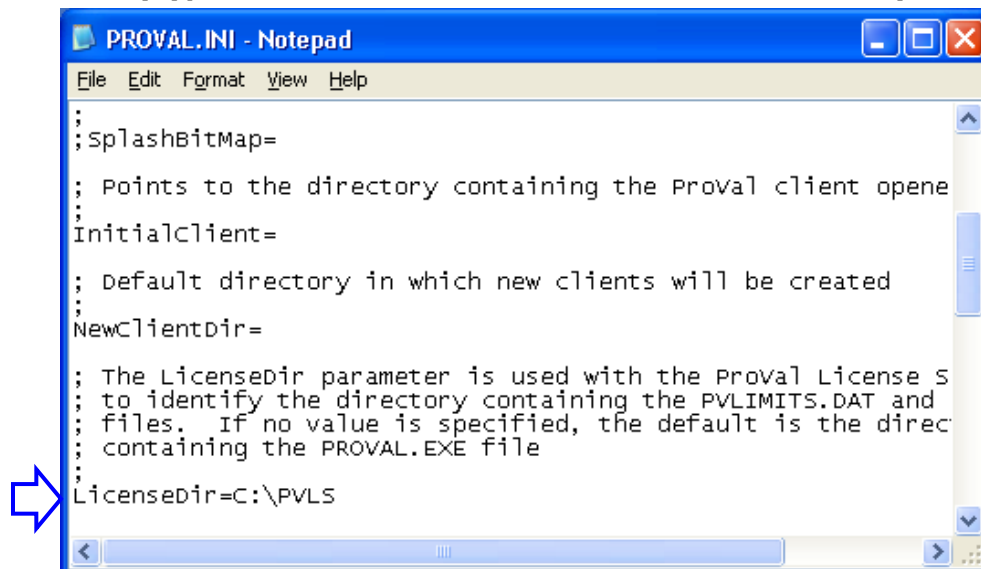 PROVAL.INI - Notepad
File Edit Format View Help
;
;SplashBitMap=
; Points to the directory containing the ProVal client opene
;
InitialClient=
; Default directory in which new clients will be created
;
NewClientDir=
; The LicenseDir parameter is used with the ProVal License S
; to identify the directory containing the PVLIMITS.DAT and
; files. If no value is specified, the default is the direc
; containing the PROVAL.EXE file
;
LicenseDir=C:\PVLS